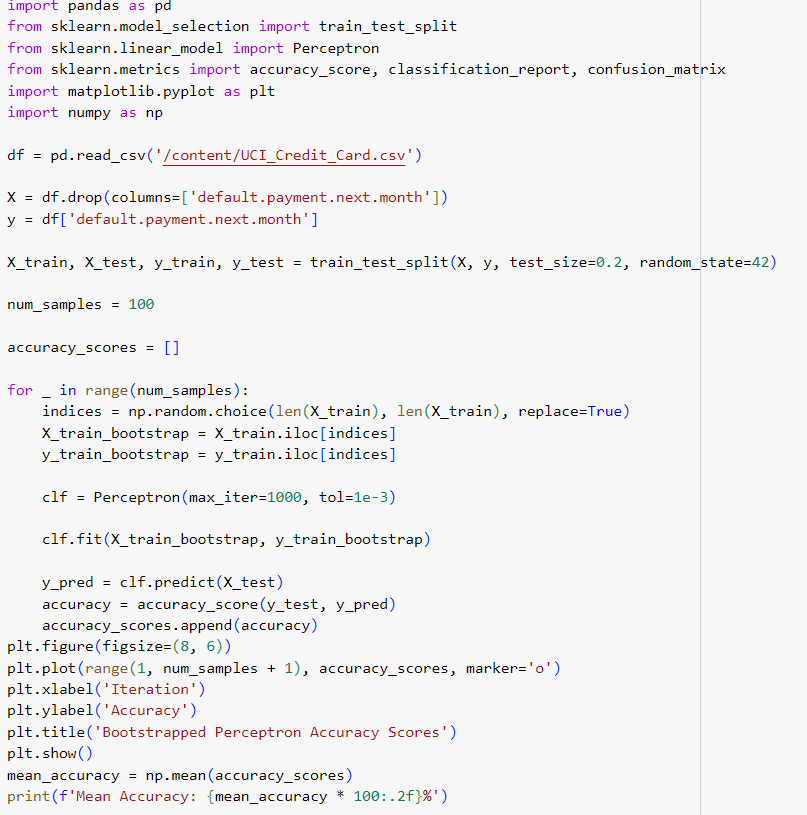 import pandas as pd
from sklearn.model_selection import train_test_split
from sklearn.linear_model import Perceptron
from sklearn.metrics import accuracy_score, classification_report, confusion_matrix
import matplotlib.pyplot as plt
import numpy as np

df = pd.read_csv('/content/UCI_Credit_Card.csv')

X = df.drop(columns=['default.payment.next.month'])
y = df['default.payment.next.month']

X_train, X_test, y_train, y_test = train_test_split(X, y, test_size=0.2, random_state=42)

num_samples = 100

accuracy_scores = []

for _ in range(num_samples):
    indices = np.random.choice(len(X_train), len(X_train), replace=True)
    X_train_bootstrap = X_train.iloc[indices]
    y_train_bootstrap = y_train.iloc[indices]

    clf = Perceptron(max_iter=1000, tol=1e-3)

    clf.fit(X_train_bootstrap, y_train_bootstrap)

    y_pred = clf.predict(X_test)
    accuracy = accuracy_score(y_test, y_pred)
    accuracy_scores.append(accuracy)
plt.figure(figsize=(8, 6))
plt.plot(range(1, num_samples + 1), accuracy_scores, marker='o')
plt.xlabel('Iteration')
plt.ylabel('Accuracy')
plt.title('Bootstrapped Perceptron Accuracy Scores')
plt.show()
mean_accuracy = np.mean(accuracy_scores)
print(f'Mean Accuracy: {mean_accuracy * 100:.2f}%')